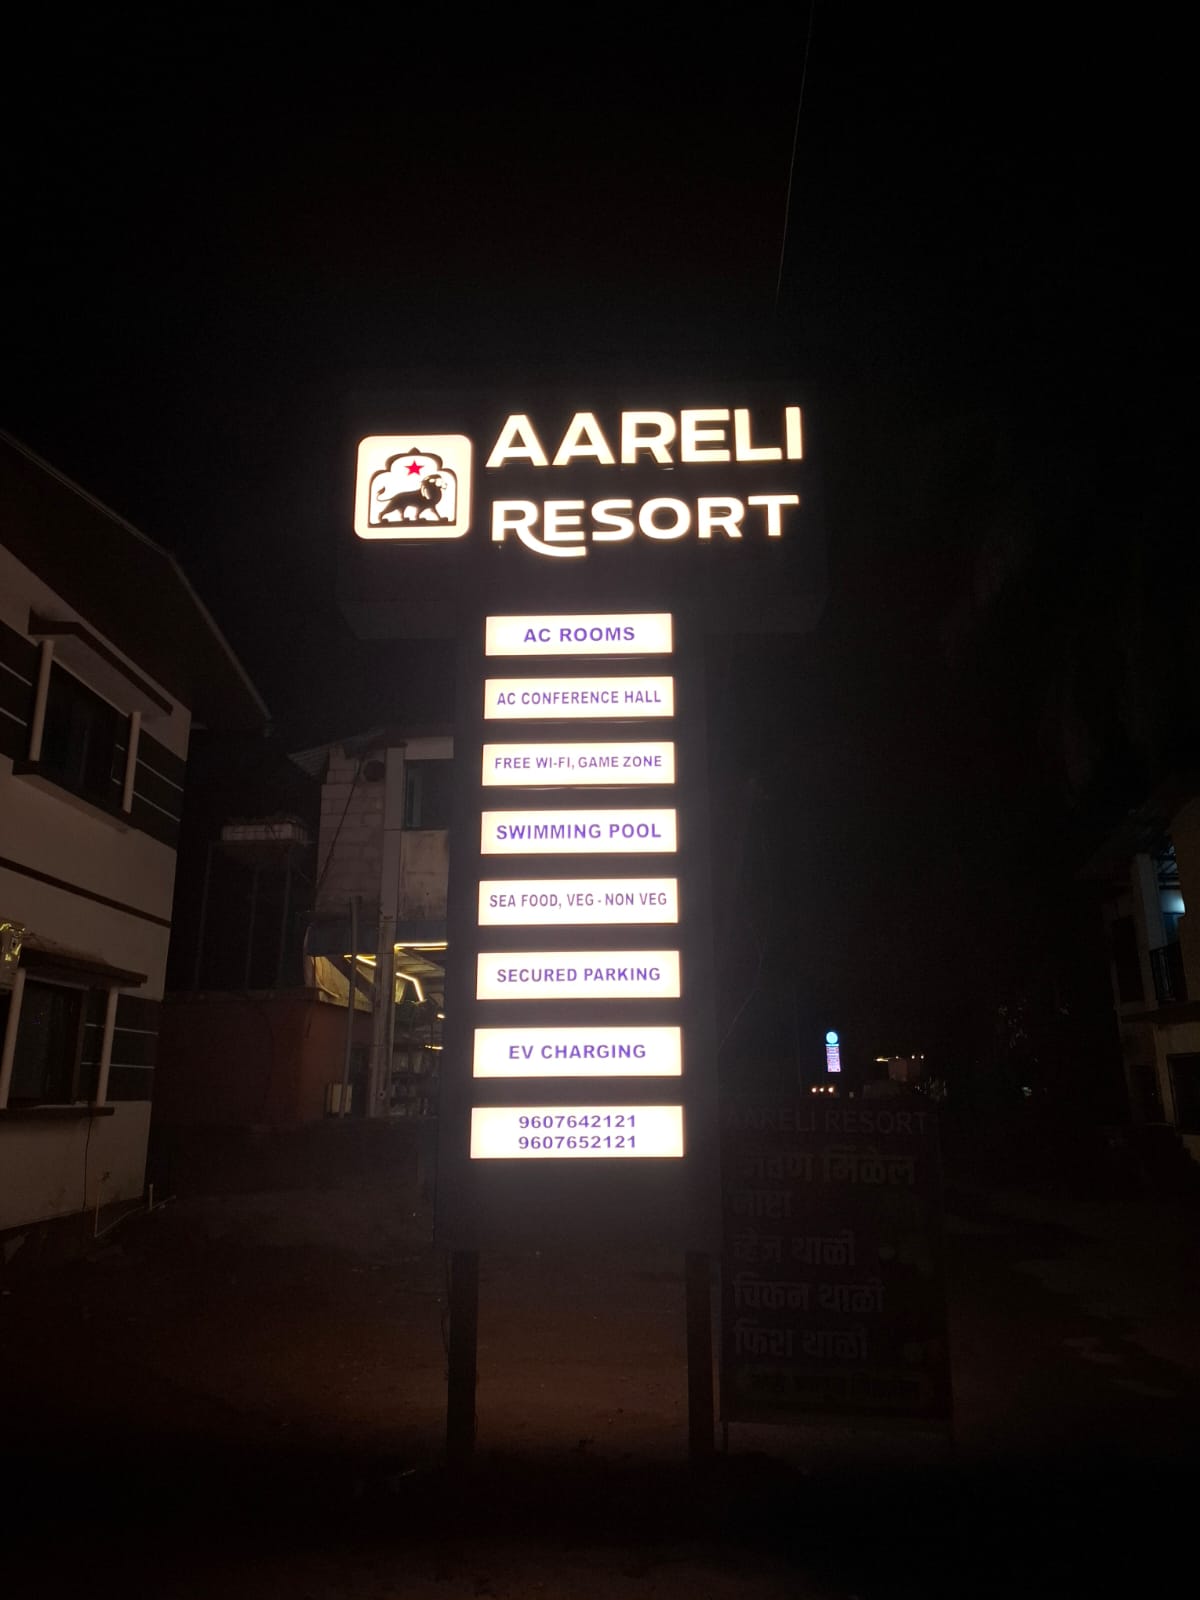 AARELI
RESORT
AC ROOMS
AC CONFERENCE HALL
FREE WI-FI, GAME ZONE
SWIMMING POOL
SEA FOOD, VEG - NON VEG
SECURED PARKING
EV CHARGING
9607642121
9607652121
AARELI RESORT
जेवण मिळेल
नाष्टा
व्हेज थाळी
चिकन थाळी
फिश थाळी